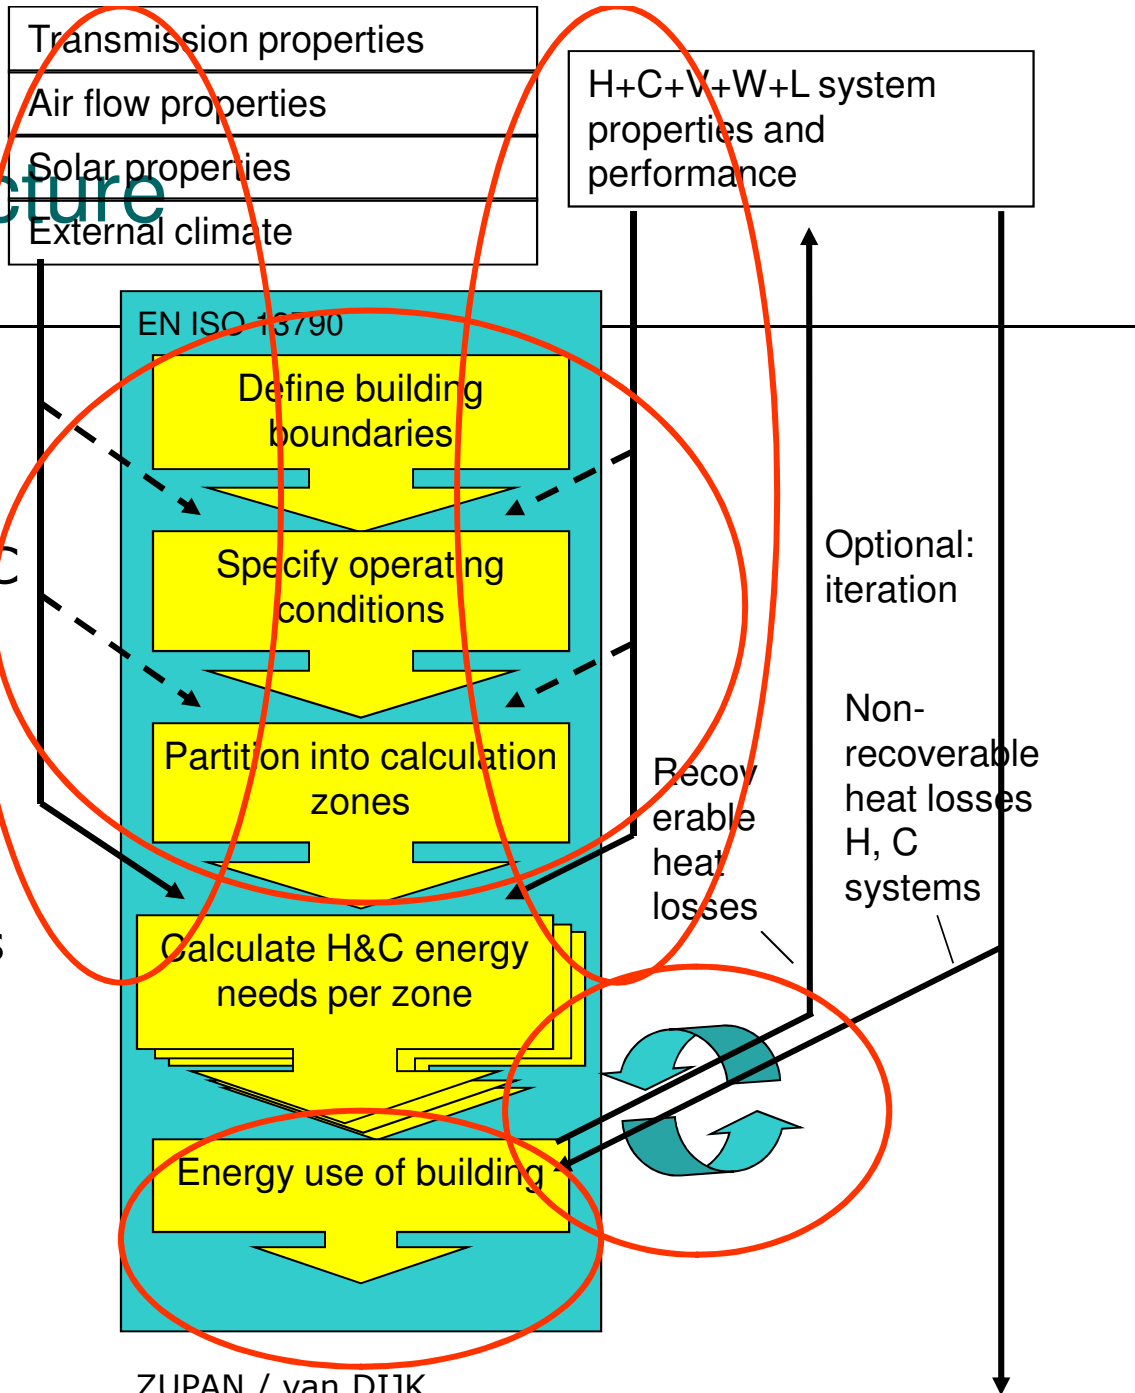 Transmission properties
Air flow properties
Solar properties
cture
External climate
H+C+V+W+L system
properties and
performance
EN ISO 13790
Define building
boundaries
Specify operating
conditions
C
Partition into calculation
zones
Optional:
iteration
Recov
erable
heat
losses
Non-
recoverable
heat losses
H, C
systems
s
Calculate H&C energy
needs per zone
Energy use of building
ZUPAN / van DIJK